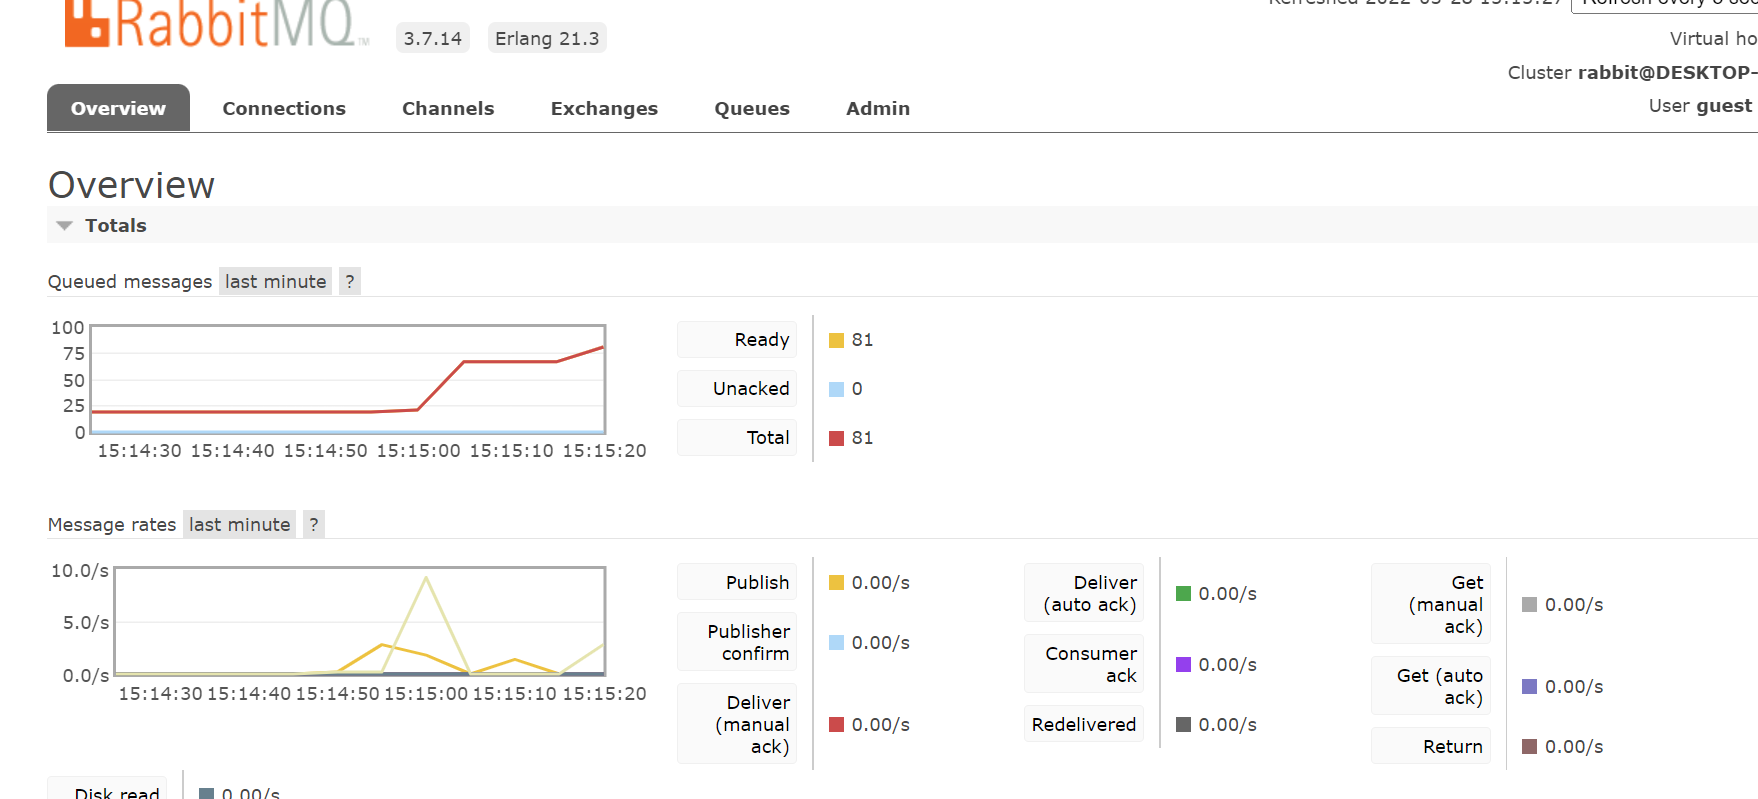 RabbitMQ TM 3.7.14 Erlang 21.3
Refreshed 2022-03-28 15:15:27 Refresh every 5 sec
Virtual ho
Cluster rabbit@DESKTOP-
User guest
Overview Connections Channels Exchanges Queues Admin
Overview
Totals
Queued messages last minute ?
100
75
50
25
0
15:14:30 15:14:40 15:14:50 15:15:00 15:15:10 15:15:20
Ready 81
Unacked 0
Total 81
Message rates last minute ?
10.0/s
5.0/s
0.0/s
15:14:30 15:14:40 15:14:50 15:15:00 15:15:10 15:15:20
Publish 0.00/s
Publisher
confirm 0.00/s
Deliver
(manual
ack) 0.00/s
Deliver
(auto ack) 0.00/s
Consumer
ack 0.00/s
Redelivered 0.00/s
Get
(manual
ack) 0.00/s
Get (auto
ack) 0.00/s
Return 0.00/s
Disk read 0.00/s